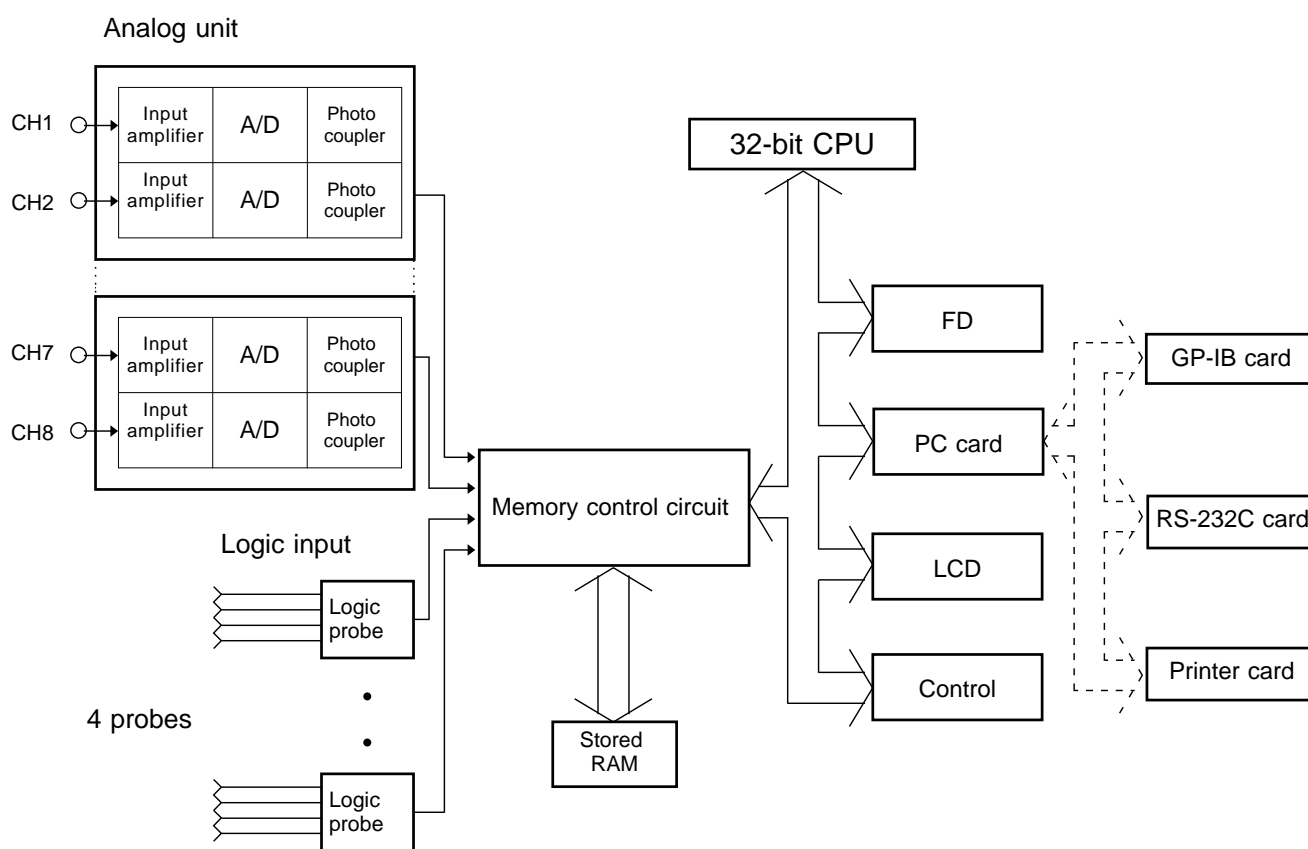 Analog unit
CH1
Input
amplifier
A/D
Photo
coupler
CH2
Input
amplifier
A/D
Photo
coupler
CH7
Input
amplifier
A/D
Photo
coupler
CH8
Input
amplifier
A/D
Photo
coupler
Logic input
Logic
probe
4 probes
Logic
probe
Memory control circuit
Stored
RAM
32-bit CPU
FD
PC card
LCD
Control
GP-IB card
RS-232C card
Printer card